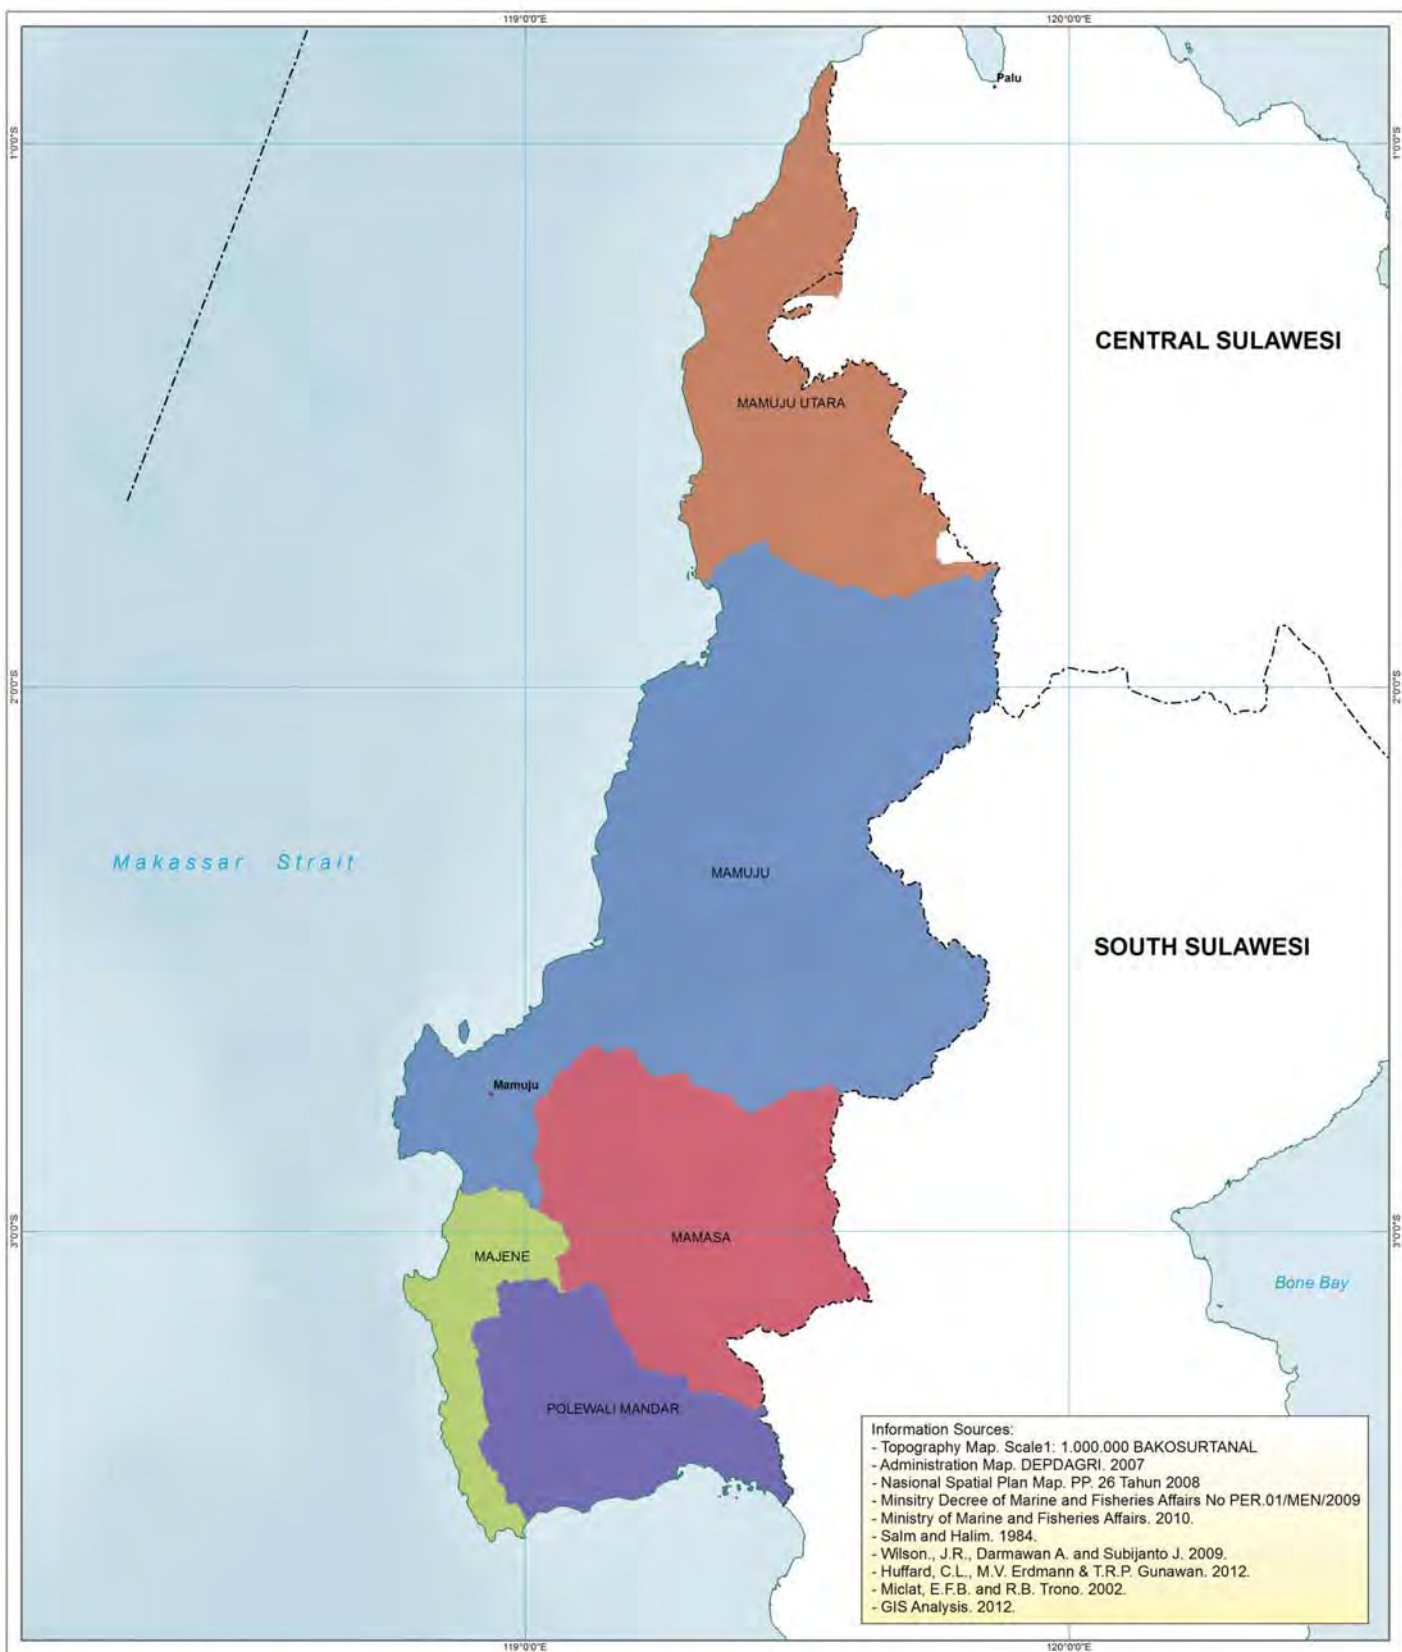 119°0'0"E
120°0'0"E
Palu
1°0'0"S
1°0'0"S
CENTRAL SULAWESI
MAMUJU UTARA
2°0'0"S
2°0'0"S
Makassar Strait
MAMUJU
SOUTH SULAWESI
Mamuju
3°0'0"S
3°0'0"S
MAMASA
MAJENE
Bone Bay
POLEWALI MANDAR
Information Sources:
- Topography Map. Scale1: 1.000.000 BAKOSURTANAL
- Administration Map. DEPDAGRI. 2007
- Nasional Spatial Plan Map. PP. 26 Tahun 2008
- Minsitry Decree of Marine and Fisheries Affairs No PER.01/MEN/2009
- Ministry of Marine and Fisheries Affairs. 2010.
- Salm and Halim. 1984.
- Wilson., J.R., Darmawan A. and Subijanto J. 2009.
- Huffard, C.L., M.V. Erdmann & T.R.P. Gunawan. 2012.
- Miclat, E.F.B. and R.B. Trono. 2002.
- GIS Analysis. 2012.
119°0'0"E
120°0'0"E